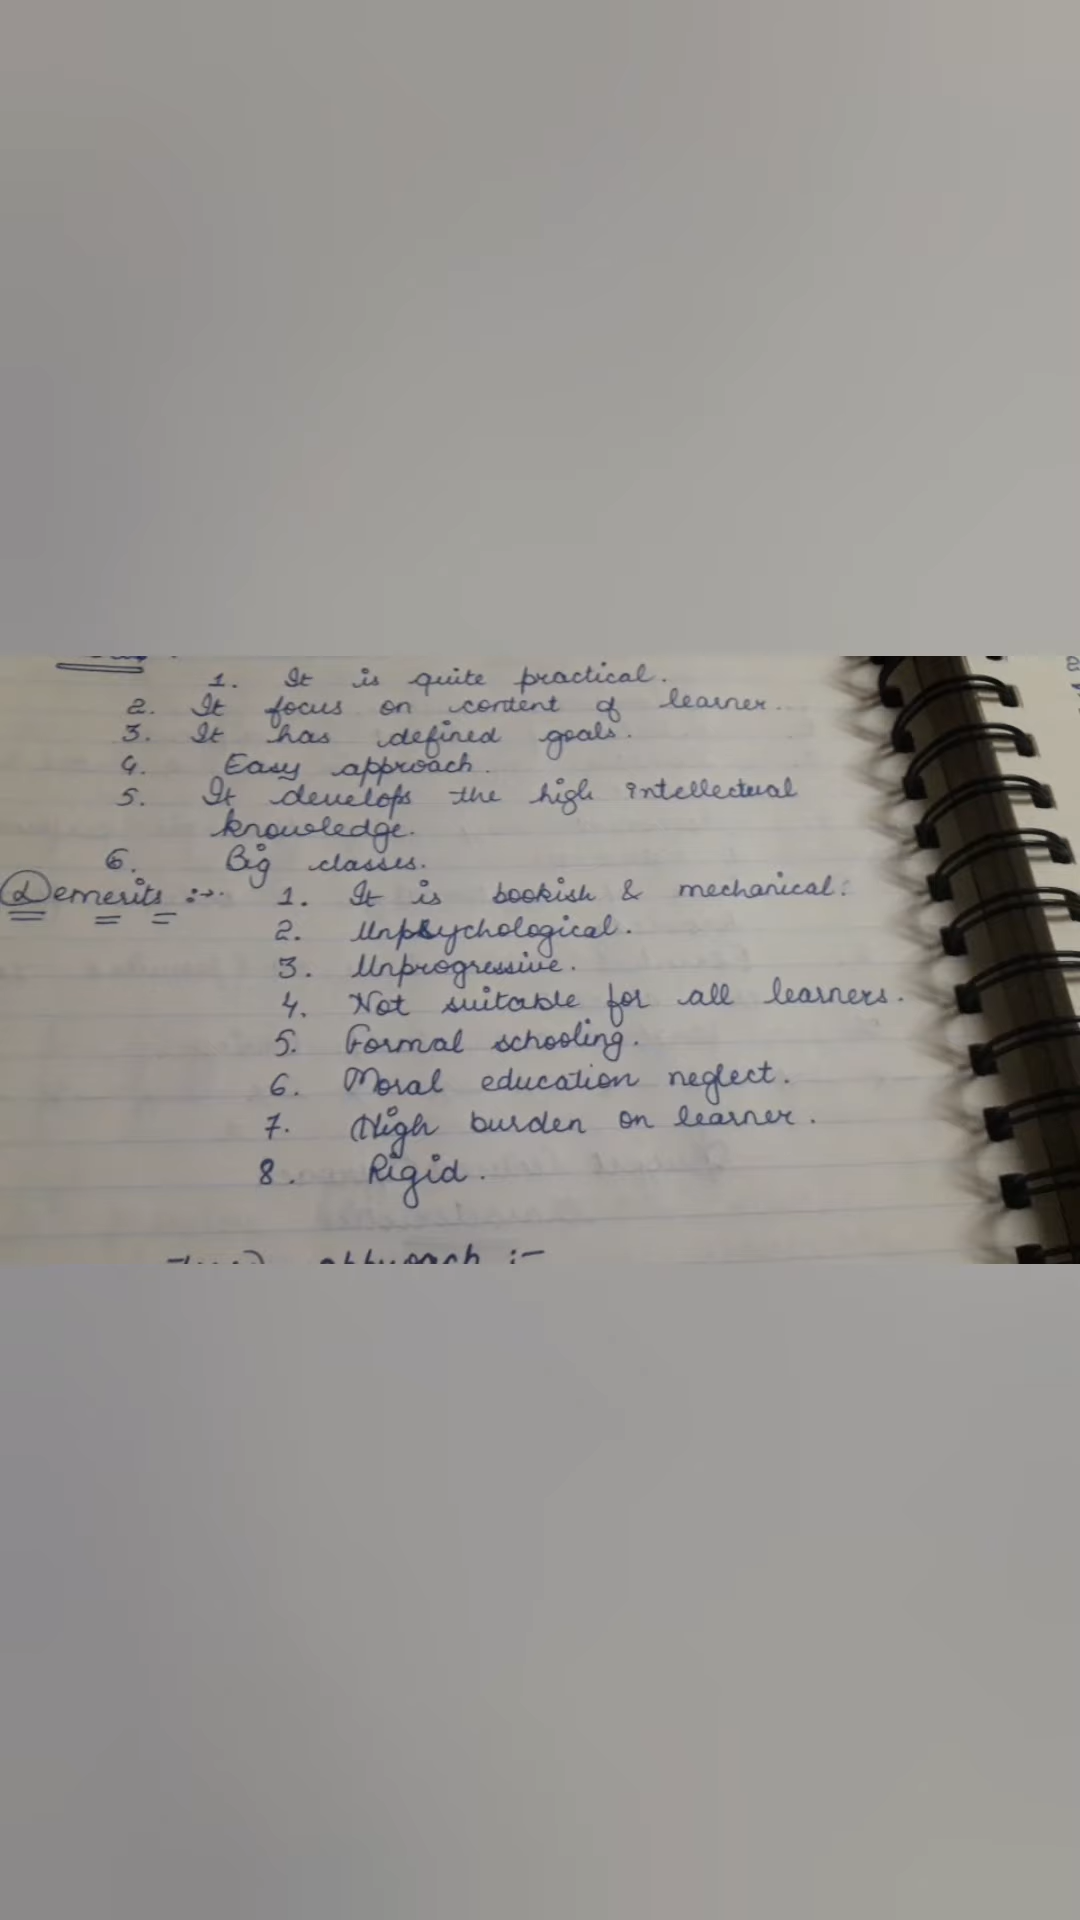 1. It is quite practical.
2. It focus on content of learner...
3. It has defined goals.
4. Easy approach.
5. It develops the high intellectual
knowledge.
6. Big classes.
Demerits :-. 1. It is bookish & mechanical:
2. Unpsychological.
3. Unprogressive.
4. Not suitable for all learners.
5. Formal schooling.
6. Moral education neglect.
7. High burden on learner.
8. Rigid.
approach :-